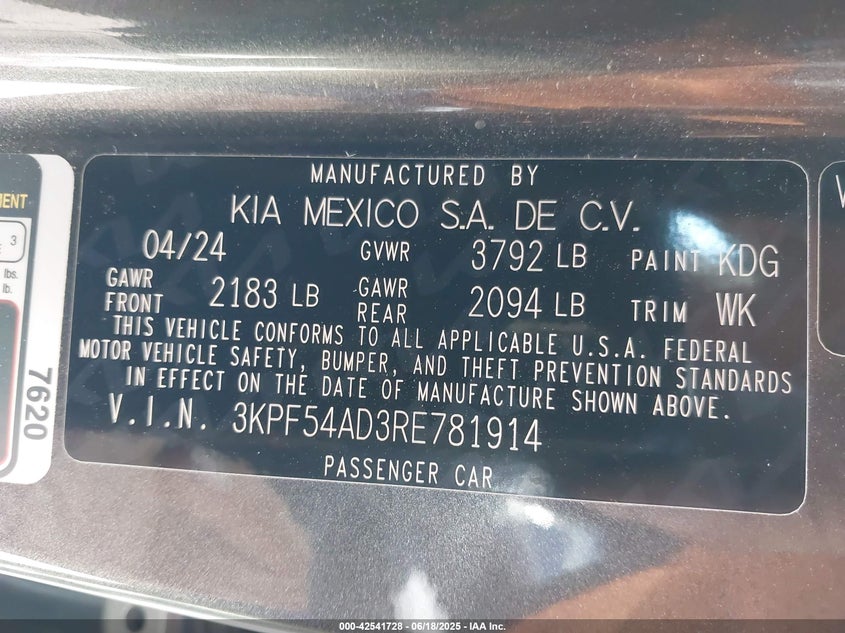 MANUFACTURED BY
KIA MEXICO S.A. DE C.V.
04/24 GVWR 3792 LB PAINT KDG
GAWR FRONT 2183 LB GAWR REAR 2094 LB TRIM WK
THIS VEHICLE CONFORMS TO ALL APPLICABLE U.S.A. FEDERAL
MOTOR VEHICLE SAFETY, BUMPER, AND THEFT PREVENTION STANDARDS
IN EFFECT ON THE DATE OF MANUFACTURE SHOWN ABOVE.
V.I.N. 3KPF54AD3RE781914
PASSENGER CAR
3
lbs.
lb.
7620
000-42541728 - 06/18/2025 - IAA Inc.